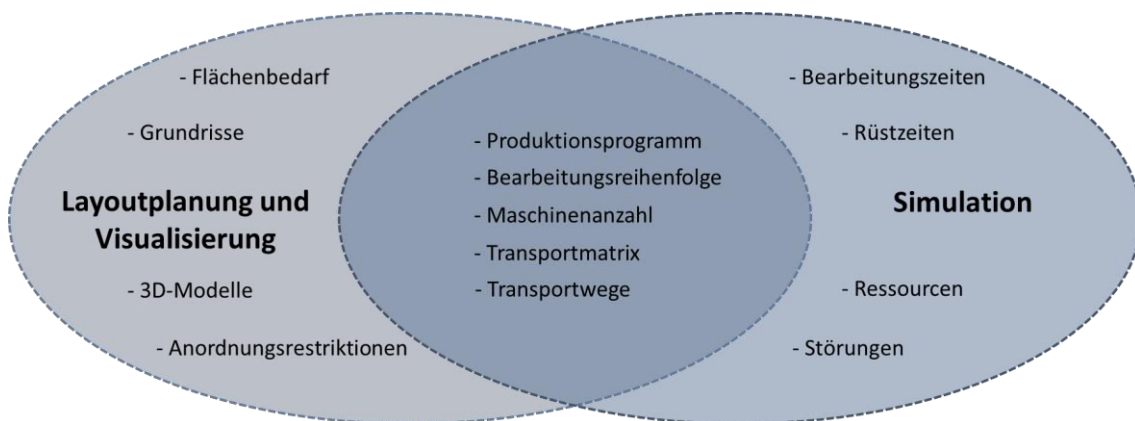 - Flächenbedarf
- Grundrisse
Layoutplanung und
Visualisierung
- 3D-Modelle
- Anordnungsrestriktionen
- Produktionsprogramm
- Bearbeitungsreihenfolge
- Maschinenanzahl
- Transportmatrix
- Transportwege
- Bearbeitungszeiten
- Rüstzeiten
Simulation
- Ressourcen
- Störungen